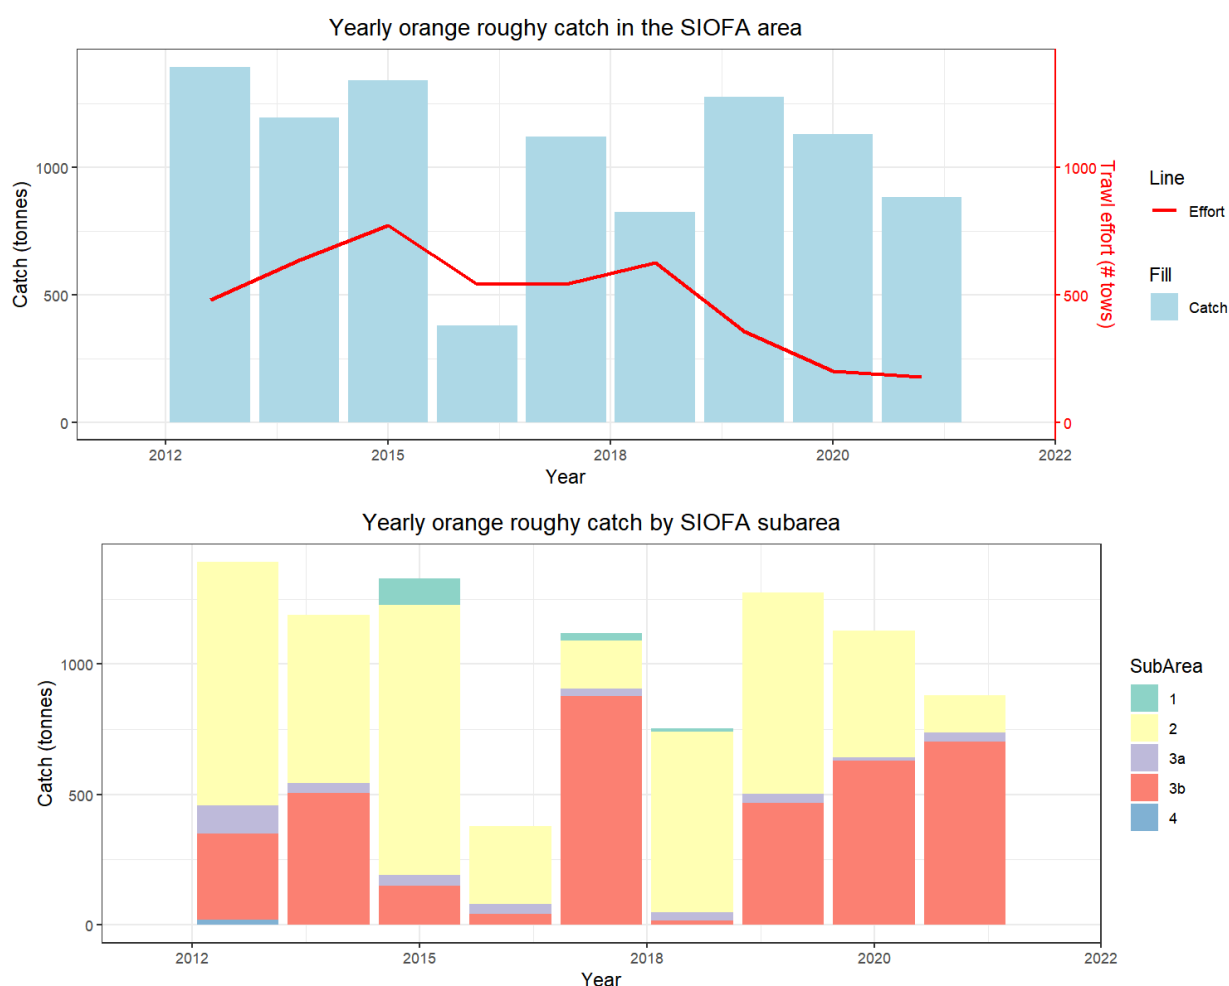 Yearly orange roughy catch in the SIOFA area
Catch (tonnes)
1000
500
0
1000
500
0
Trawl effort (# tows)
2012
2015
2018
2020
2022
Year
Line
Effort
Fill
Catch
Yearly orange roughy catch by SIOFA subarea
Catch (tonnes)
1000
500
0
2012
2015
2018
2020
2022
Year
SubArea
1
2
3a
3b
4